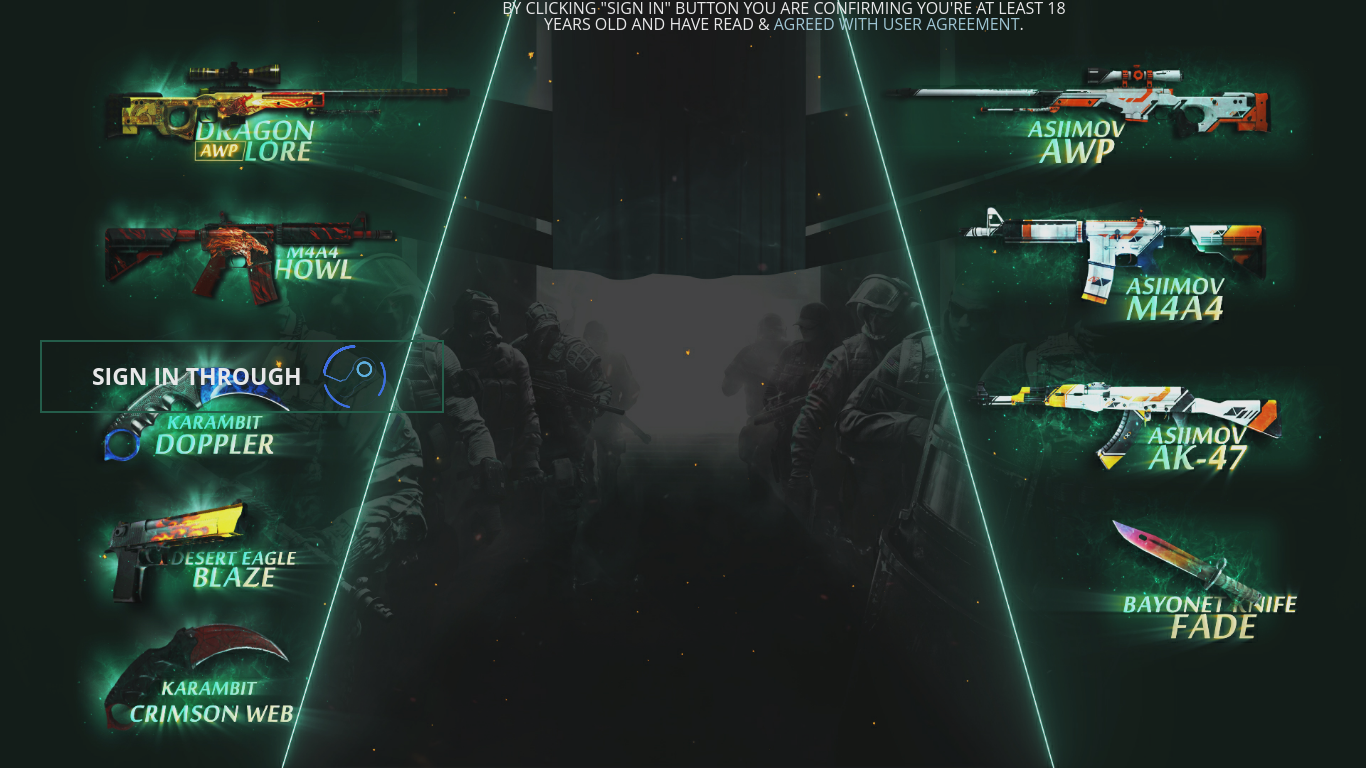 BY CLICKING "SIGN IN" BUTTON YOU ARE CONFIRMING YOU'RE AT LEAST 18
YEARS OLD AND HAVE READ & AGREED WITH USER AGREEMENT.
DRAGON
AWP LORE
M4A4
HOWL
SIGN IN THROUGH
KARAMBIT
DOPPLER
DESERT EAGLE
BLAZE
KARAMBIT
CRIMSON WEB
ASIIMOV
AWP
ASIIMOV
M4A4
ASIIMOV
AK-47
BAYONET KNIFE
FADE